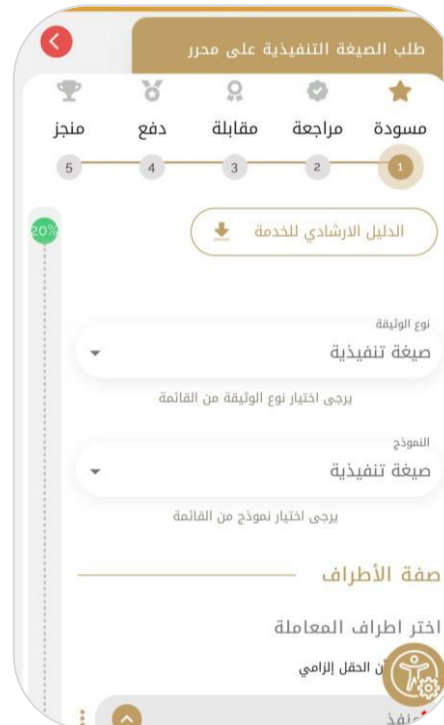 طلب الصيغة التنفيذية على محرر
مسودة مراجعة مقابلة دفع منجز
1 2 3 4 5
20%
الدليل الارشادي للخدمة
نوع الوثيقة
صيغة تنفيذية
يرجى اختيار نوع الوثيقة من القائمة
النموذج
صيغة تنفيذية
يرجى اختيار نموذج من القائمة
صفة الأطراف
اختر اطراف المعاملة
الحقل إلزامي